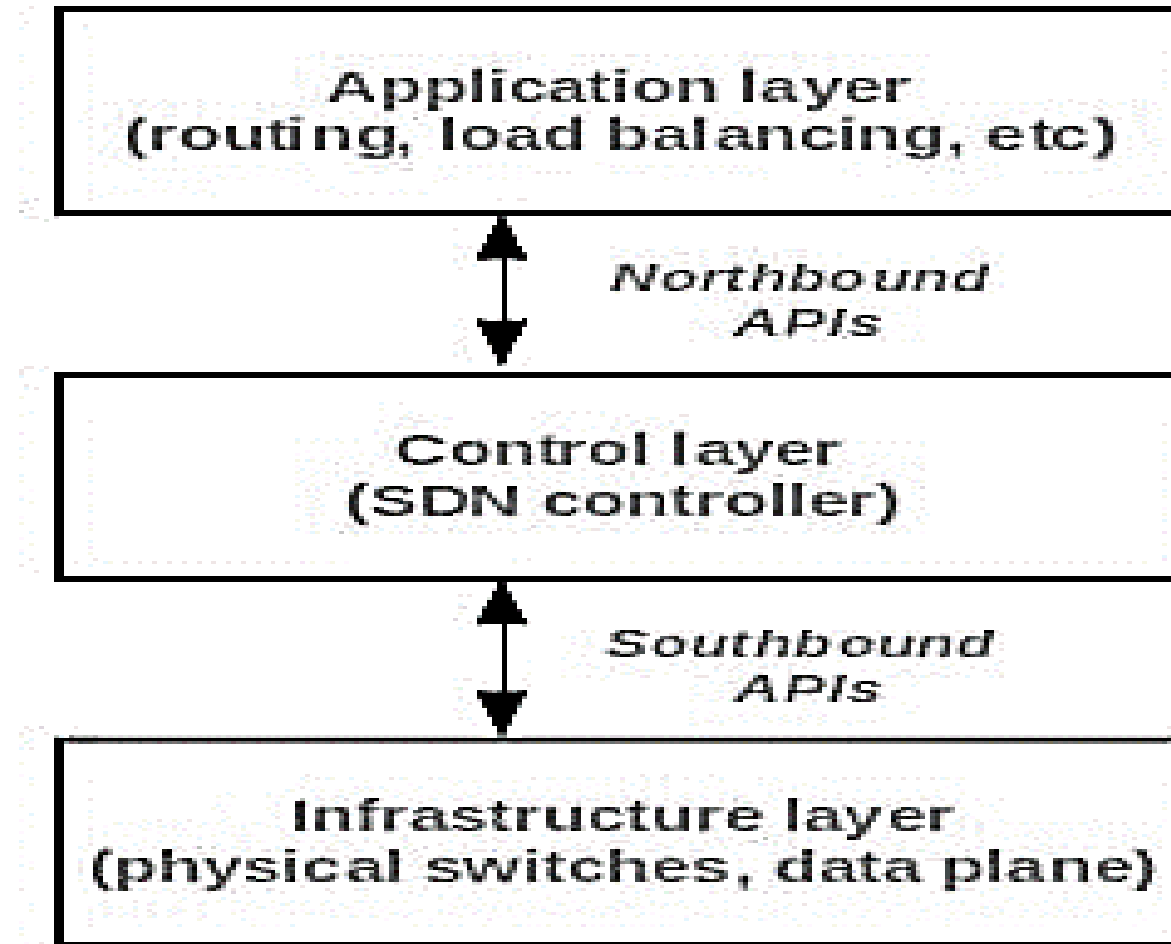 Application layer
(routing, load balancing, etc)
Northbound
APIs
Control layer
(SDN controller)
Southbound
APIs
Infrastructure layer
(physical switches, data plane)